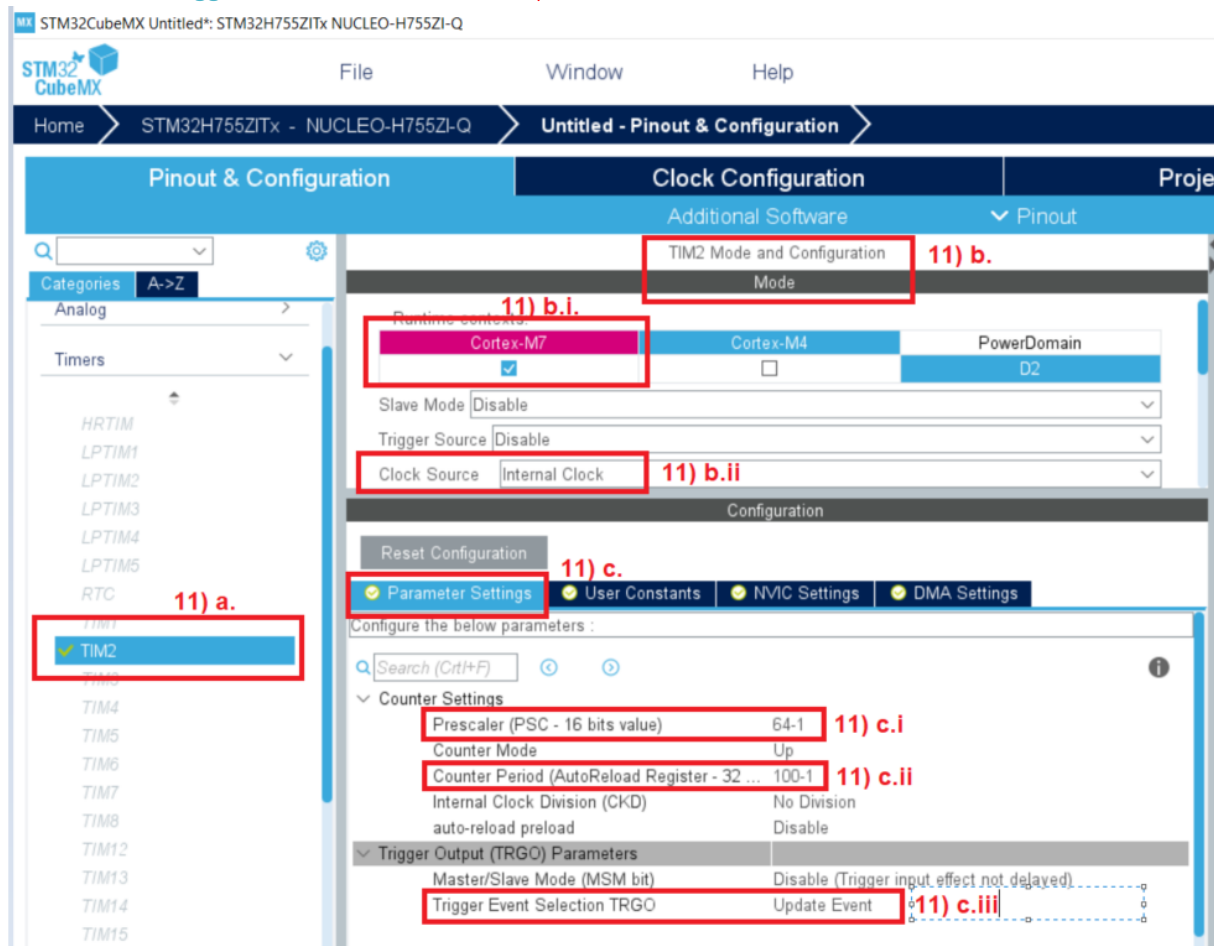 MX STM32CubeMX Untitled*: STM32H755ZITx NUCLEO-H755ZI-Q
STM32 CubeMX
File Window Help
Home STM32H755ZITx - NUCLEO-H755ZI-Q Untitled - Pinout & Configuration
Pinout & Configuration Clock Configuration Proje
Additional Software Pinout
TIM2 Mode and Configuration 11) b.
Categories A->Z
Mode
Analog
11) b.i.
Runtime contexts:
Cortex-M7 Cortex-M4 PowerDomain
D2
Timers
Slave Mode Disable
HRTIM
Trigger Source Disable
LPTIM1
Clock Source Internal Clock 11) b.ii
LPTIM2
LPTIM3
Configuration
LPTIM4
Reset Configuration
LPTIM5
11) c.
RTC
Parameter Settings User Constants NVIC Settings DMA Settings
11) a.
TIM1
Configure the below parameters :
TIM2
Search (Crtl+F)
TIM3
Counter Settings
TIM4
Prescaler (PSC - 16 bits value) 64-1 11) c.i
TIM5
Counter Mode Up
TIM6
Counter Period (AutoReload Register - 32 ... 100-1 11) c.ii
TIM7
Internal Clock Division (CKD) No Division
TIM8
auto-reload preload Disable
TIM12
Trigger Output (TRGO) Parameters
TIM13
Master/Slave Mode (MSM bit) Disable (Trigger input effect not delayed)
TIM14
Trigger Event Selection TRGO Update Event 11) c.iii
TIM15